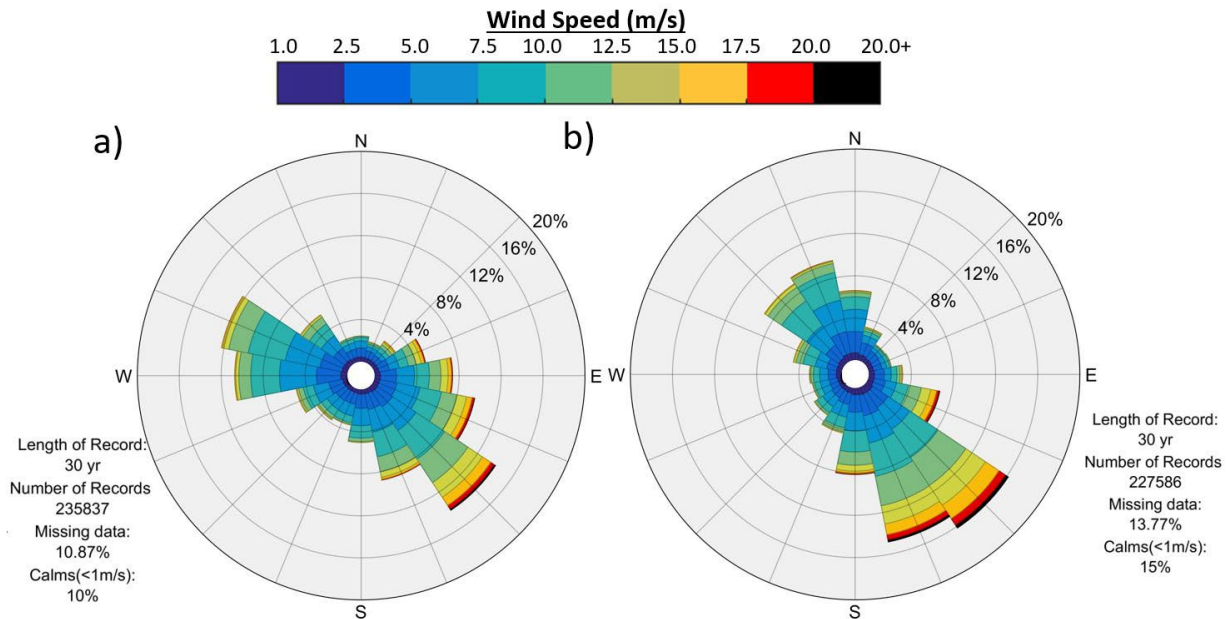 Wind Speed (m/s)
1.0 2.5 5.0 7.5 10.0 12.5 15.0 17.5 20.0 20.0+
a)
N
20%
16%
12%
8%
4%
W
E
S
Length of Record:
30 yr
Number of Records
235837
Missing data:
10.87%
Calms(<1m/s):
10%
b)
N
20%
16%
12%
8%
4%
W
E
S
Length of Record:
30 yr
Number of Records
227586
Missing data:
13.77%
Calms(<1m/s):
15%